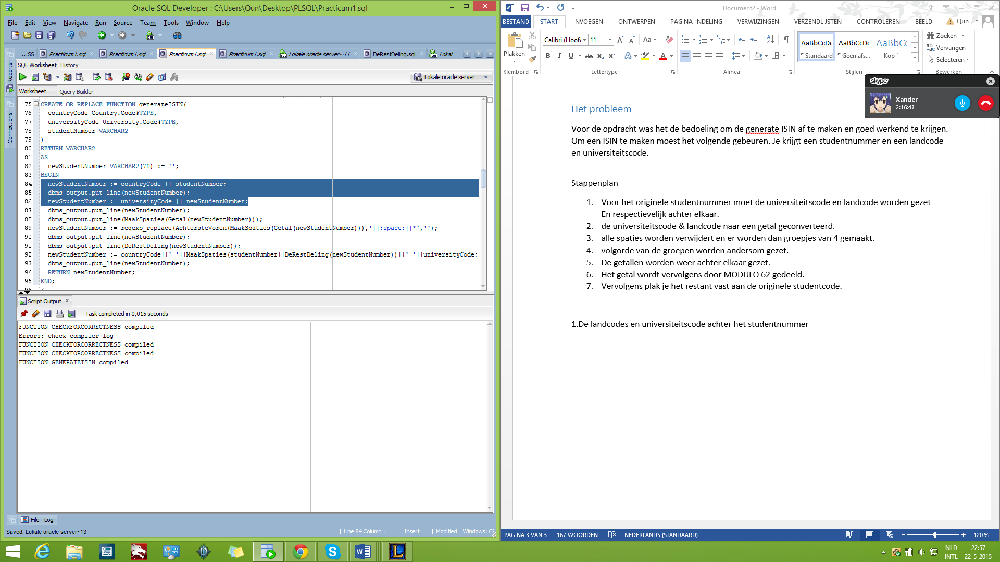 Oracle SQL Developer : C:\Users\Qun\Desktop\PLSQL\Practicum1.sql
File Edit View Navigate Run Source Team Tools Window Help
...SS Practicum1.sql Practicum1.sql Practicum1.sql Practicum1.sql Lokale oracle server~11 DeRestDeling.sql Lokal...
SQL Worksheet History
Lokale oracle server
Worksheet Query Builder
Reports
Connections
75 CREATE OR REPLACE FUNCTION generateISIN(
76 countryCode Country.Code%TYPE,
77 universityCode University.Code%TYPE,
78 studentNumber VARCHAR2
79 )
80 RETURN VARCHAR2
81 AS
82 newStudentNumber VARCHAR2(70) := '';
83 BEGIN
84 newStudentNumber := countryCode || studentNumber;
85 dbms_output.put_line(newStudentNumber);
86 newStudentNumber := universityCode || newStudentNumber;
87 dbms_output.put_line(newStudentNumber);
88 dbms_output.put_line(MaakSpaties(Getal(newStudentNumber)));
89 newStudentNumber := regexp_replace(AchtersteVoren(MaakSpaties(Getal(newStudentNumber))),'[[:space:]]*','');
90 dbms_output.put_line(newStudentNumber);
91 dbms_output.put_line(DeRestDeling(newStudentNumber));
92 newStudentNumber := countryCode||' '||MaakSpaties(studentNumber||DeRestDeling(newStudentNumber))||' '||universityCode;
93 dbms_output.put_line(newStudentNumber);
94 RETURN newStudentNumber;
95 END;
96 /
Script Output x
Task completed in 0,015 seconds
FUNCTION CHECKFORCORRECTNESS compiled
Errors: check compiler log
FUNCTION CHECKFORCORRECTNESS compiled
FUNCTION CHECKFORCORRECTNESS compiled
FUNCTION GENERATEISIN compiled
File - Log
Saved: Lokale oracle server~13
Line 84 Column 1 Insert Modified Windows: CF
Document2 - Word
BESTAND START INVOEGEN ONTWERPEN PAGINA-INDELING VERWIJZINGEN VERZENDLIJSTEN CONTROLEREN BEELD Qun .
Plakken
Calibri (Hoofd 11
AaBbCcDc AaBbCcDc AaBbCc
¶ Standaard ¶ Geen afs... Kop 1
Zoeken
Vervangen
Selecteren
Klembord Lettertype Alinea Stijlen Bewerken
skype
Xander
2:16:47
Het probleem
Voor de opdracht was het de bedoeling om de generate ISIN af te maken en goed werkend te krijgen.
Om een ISIN te maken moest het volgende gebeuren. Je krijgt een studentnummer en een landcode
en universiteitscode.
Stappenplan
1. Voor het originele studentnummer moet de universiteitscode en landcode worden gezet
En respectievelijk achter elkaar.
2. de universiteitscode & landcode naar een getal geconverteerd.
3. alle spaties worden verwijdert en er worden dan groepjes van 4 gemaakt.
4. volgorde van de groepen worden andersom gezet.
5. De getallen worden weer achter elkaar gezet.
6. Het getal wordt vervolgens door MODULO 62 gedeeld.
7. Vervolgens plak je het restant vast aan de originele studentcode.
1.De landcodes en universiteitscode achter het studentnummer
PAGINA 3 VAN 3 167 WOORDEN NEDERLANDS (STANDAARD) 120 %
NLD
INTL
22:57
22-5-2015